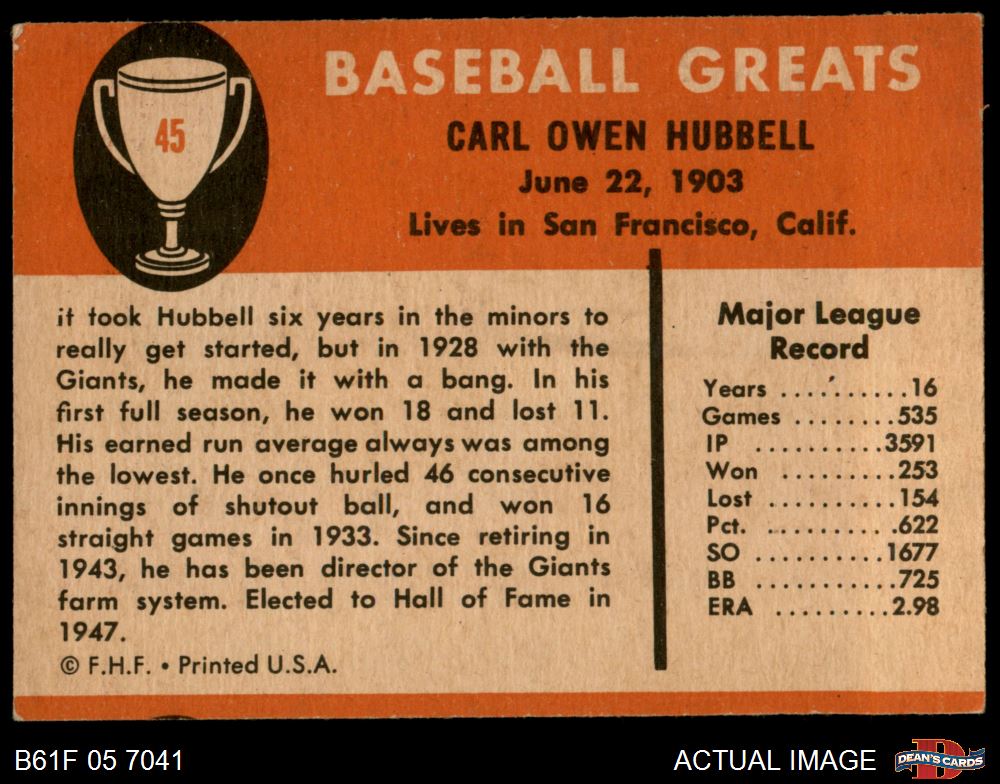 45
BASEBALL GREATS
CARL OWEN HUBBELL
June 22, 1903
Lives in San Francisco, Calif.
it took Hubbell six years in the minors to
really get started, but in 1928 with the
Giants, he made it with a bang. In his
first full season, he won 18 and lost 11.
His earned run average always was among
the lowest. He once hurled 46 consecutive
innings of shutout ball, and won 16
straight games in 1933. Since retiring in
1943, he has been director of the Giants
farm system. Elected to Hall of Fame in
1947.
© F.H.F. • Printed U.S.A.
Major League
Record
Years ..........16
Games ........535
IP ..........3591
Won ........253
Lost ..........154
Pct. ..........622
SO ..........1677
BB ..........725
ERA .........2.98
B61F 05 7041
ACTUAL IMAGE
D
DEAN'S CARDS